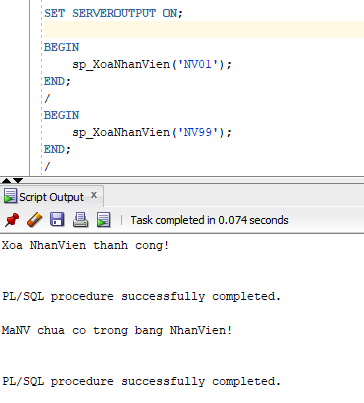 SET SERVEROUTPUT ON;
BEGIN
sp_XoaNhanVien('NV01');
END;
/
BEGIN
sp_XoaNhanVien('NV99');
END;
/
Script Output x
Task completed in 0.074 seconds
Xoa NhanVien thanh cong!
PL/SQL procedure successfully completed.
MaNV chua co trong bang NhanVien!
PL/SQL procedure successfully completed.